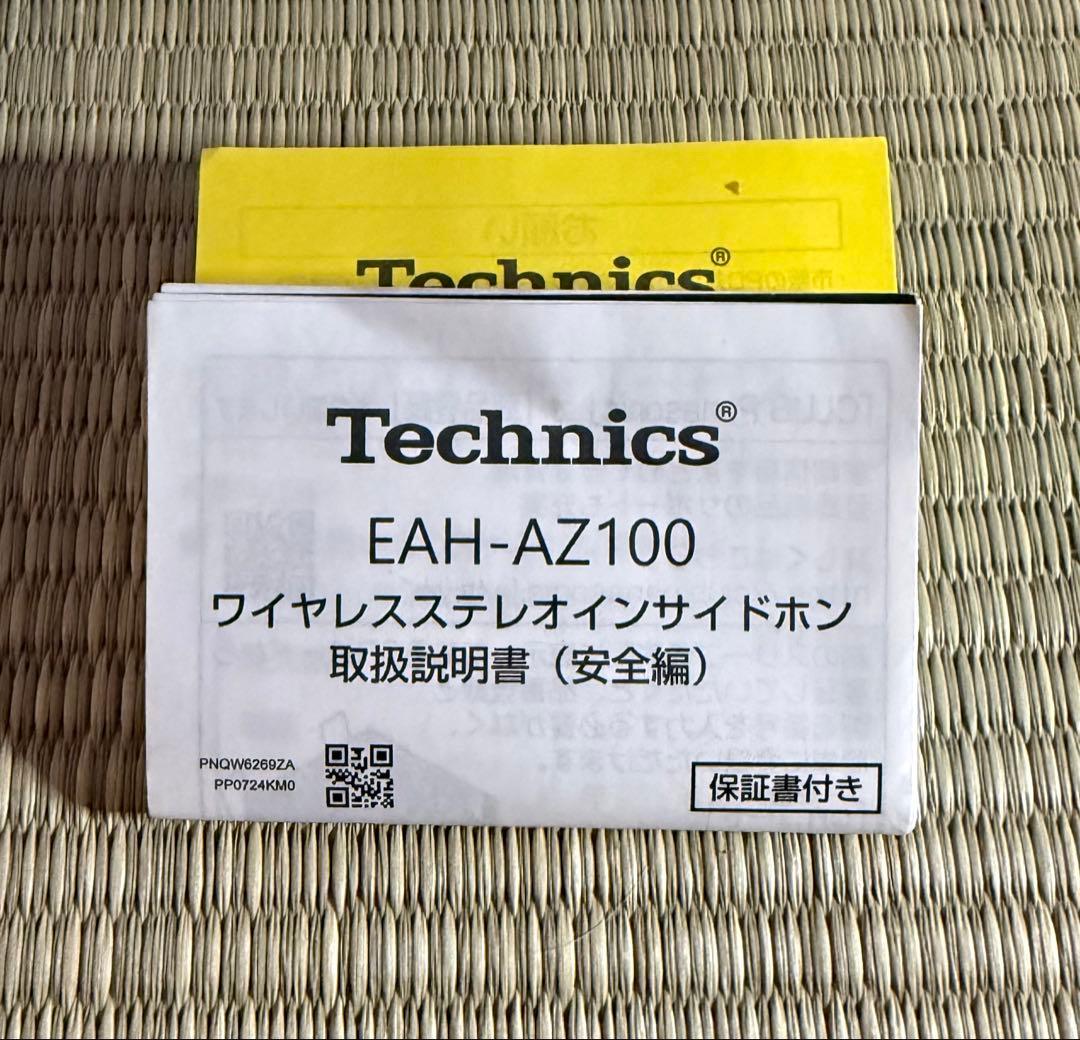 Technics®
Technics®
EAH-AZ100
ワイヤレスステレオインサイドホン
取扱説明書（安全編）
PNQW6269ZA
PP0724KM0
保証書付き